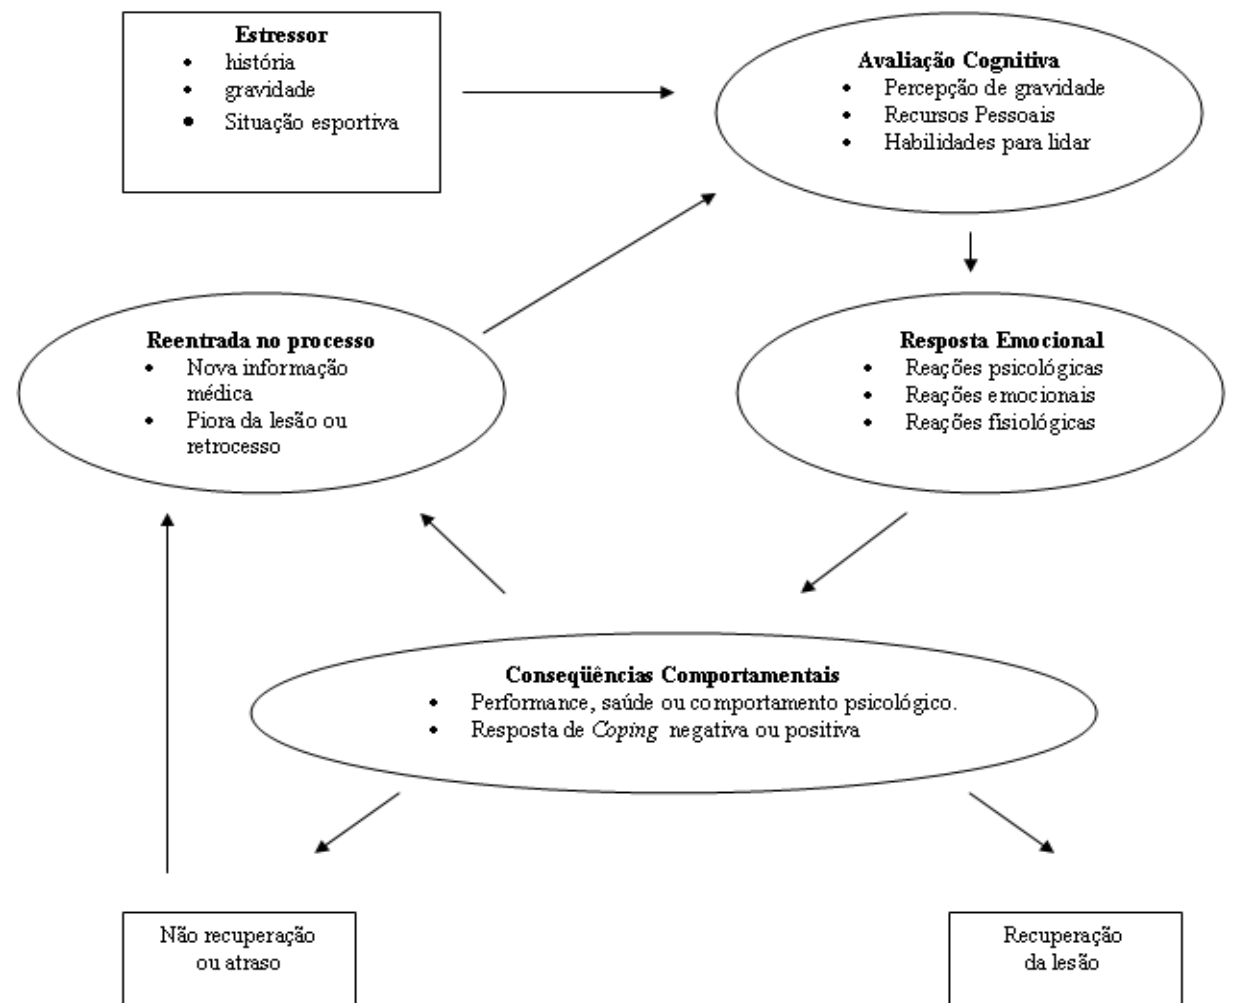 Estressor
• história
• gravidade
• Situação esportiva
Avaliação Cognitiva
• Percepção de gravidade
• Recursos Pessoais
• Habilidades para lidar
Reentrada no processo
• Nova informação
médica
• Piora da lesão ou
retrocesso
Resposta Emocional
• Reações psicológicas
• Reações emocionais
• Reações fisiológicas
Conseqüências Comportamentais
• Performance, saúde ou comportamento psicológico.
• Resposta de Coping negativa ou positiva
Não recuperação
ou atraso
Recuperação
da lesão